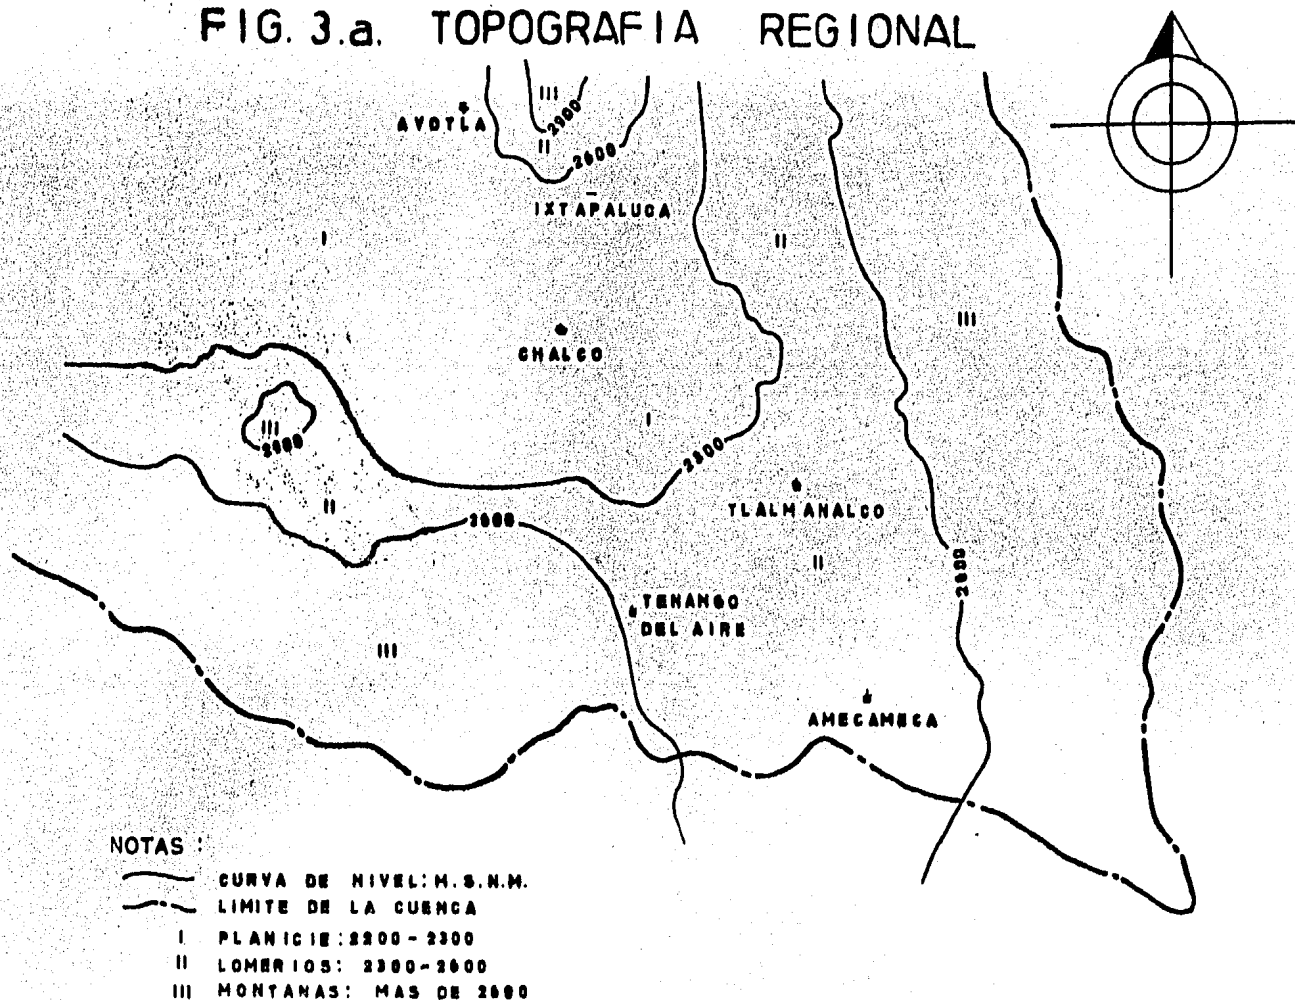 FIG. 3.a. TOPOGRAFIA REGIONAL
III
AYOTLA
2900
II
2600
IXTAPALUCA
I
II
III
CHALCO
III
2600
I
2300
TLALMANALCO
II
2600
II
2600
TENANGO
DEL AIRE
III
AMECAMECA
NOTAS :
CURVA DE NIVEL: M.S.N.M.
LIMITE DE LA CUENCA
I PLANICIE: 2200-2300
II LOMERIOS: 2300-2600
III MONTANAS: MAS DE 2600